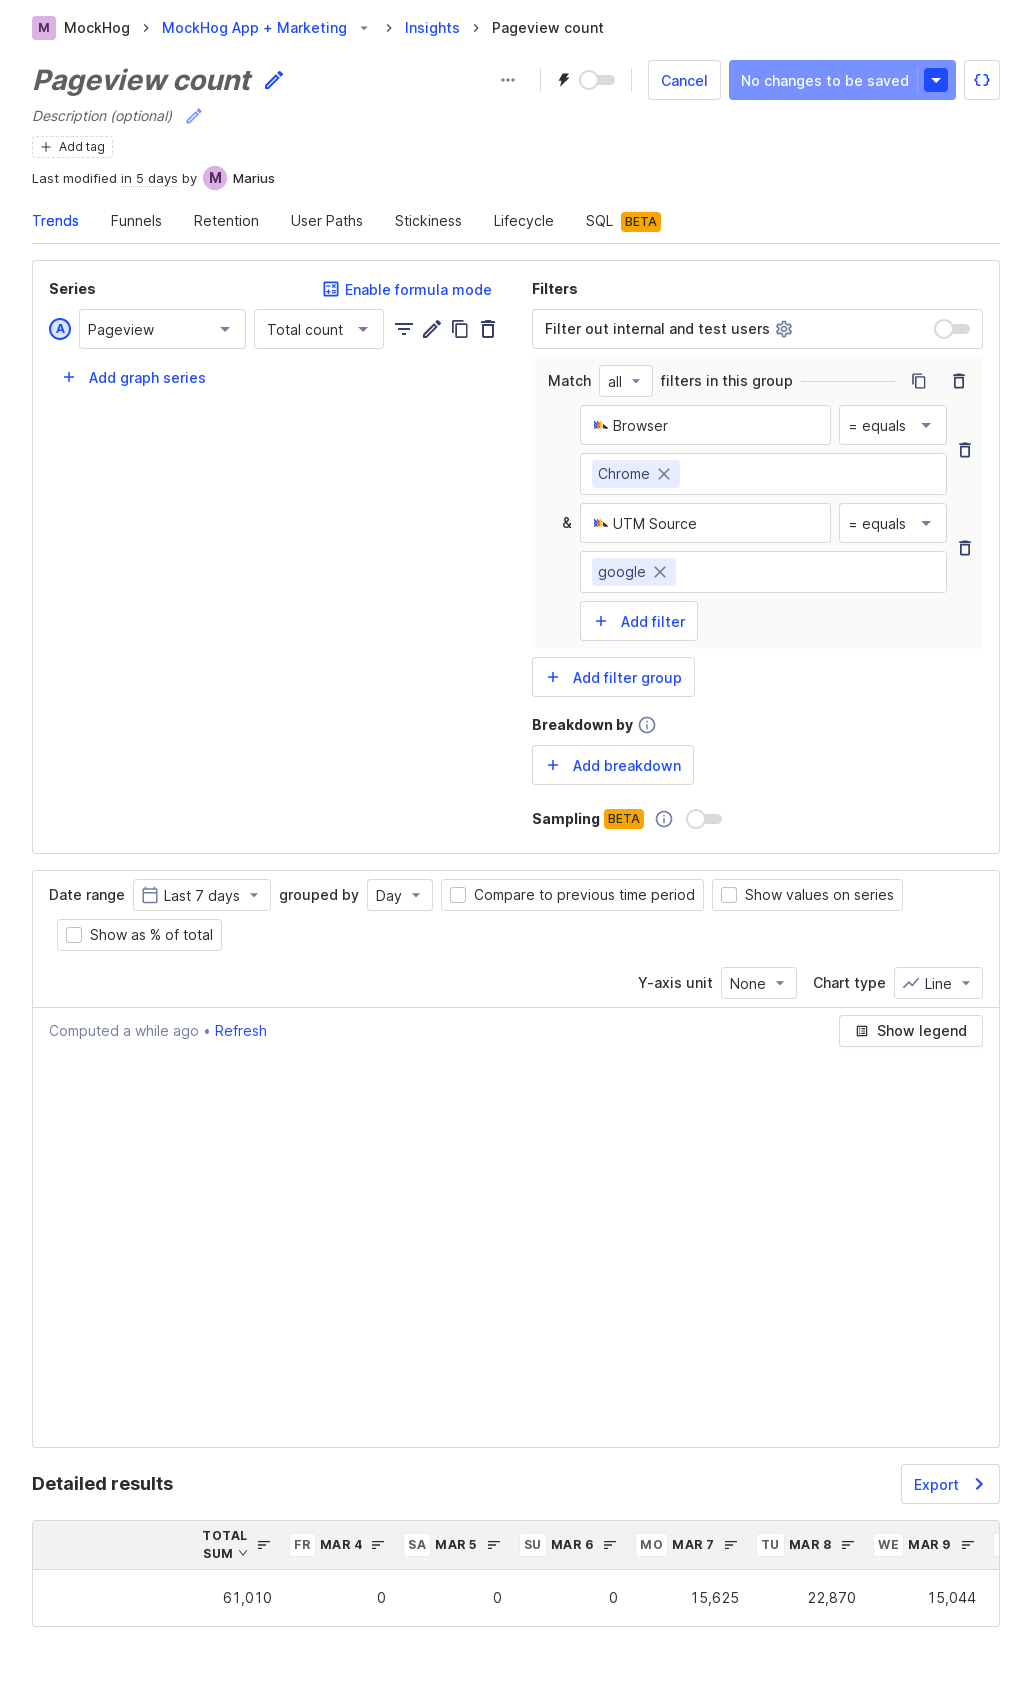 M MockHog MockHog App + Marketing Insights Pageview count
Pageview count
Cancel No changes to be saved
Description (optional)
Add tag
Last modified in 5 days by M Marius
Trends Funnels Retention User Paths Stickiness Lifecycle SQL BETA
Series Enable formula mode
A Pageview Total count
+ Add graph series
Filters
Filter out internal and test users
Match all filters in this group
Browser = equals
Chrome
& UTM Source = equals
google
+ Add filter
+ Add filter group
Breakdown by
+ Add breakdown
Sampling BETA
Date range Last 7 days grouped by Day Compare to previous time period Show values on series
Show as % of total
Y-axis unit None Chart type Line
Computed a while ago • Refresh Show legend
Detailed results Export
TOTAL SUM FR MAR 4 SA MAR 5 SU MAR 6 MO MAR 7 TU MAR 8 WE MAR 9
61,010 0 0 0 15,625 22,870 15,044